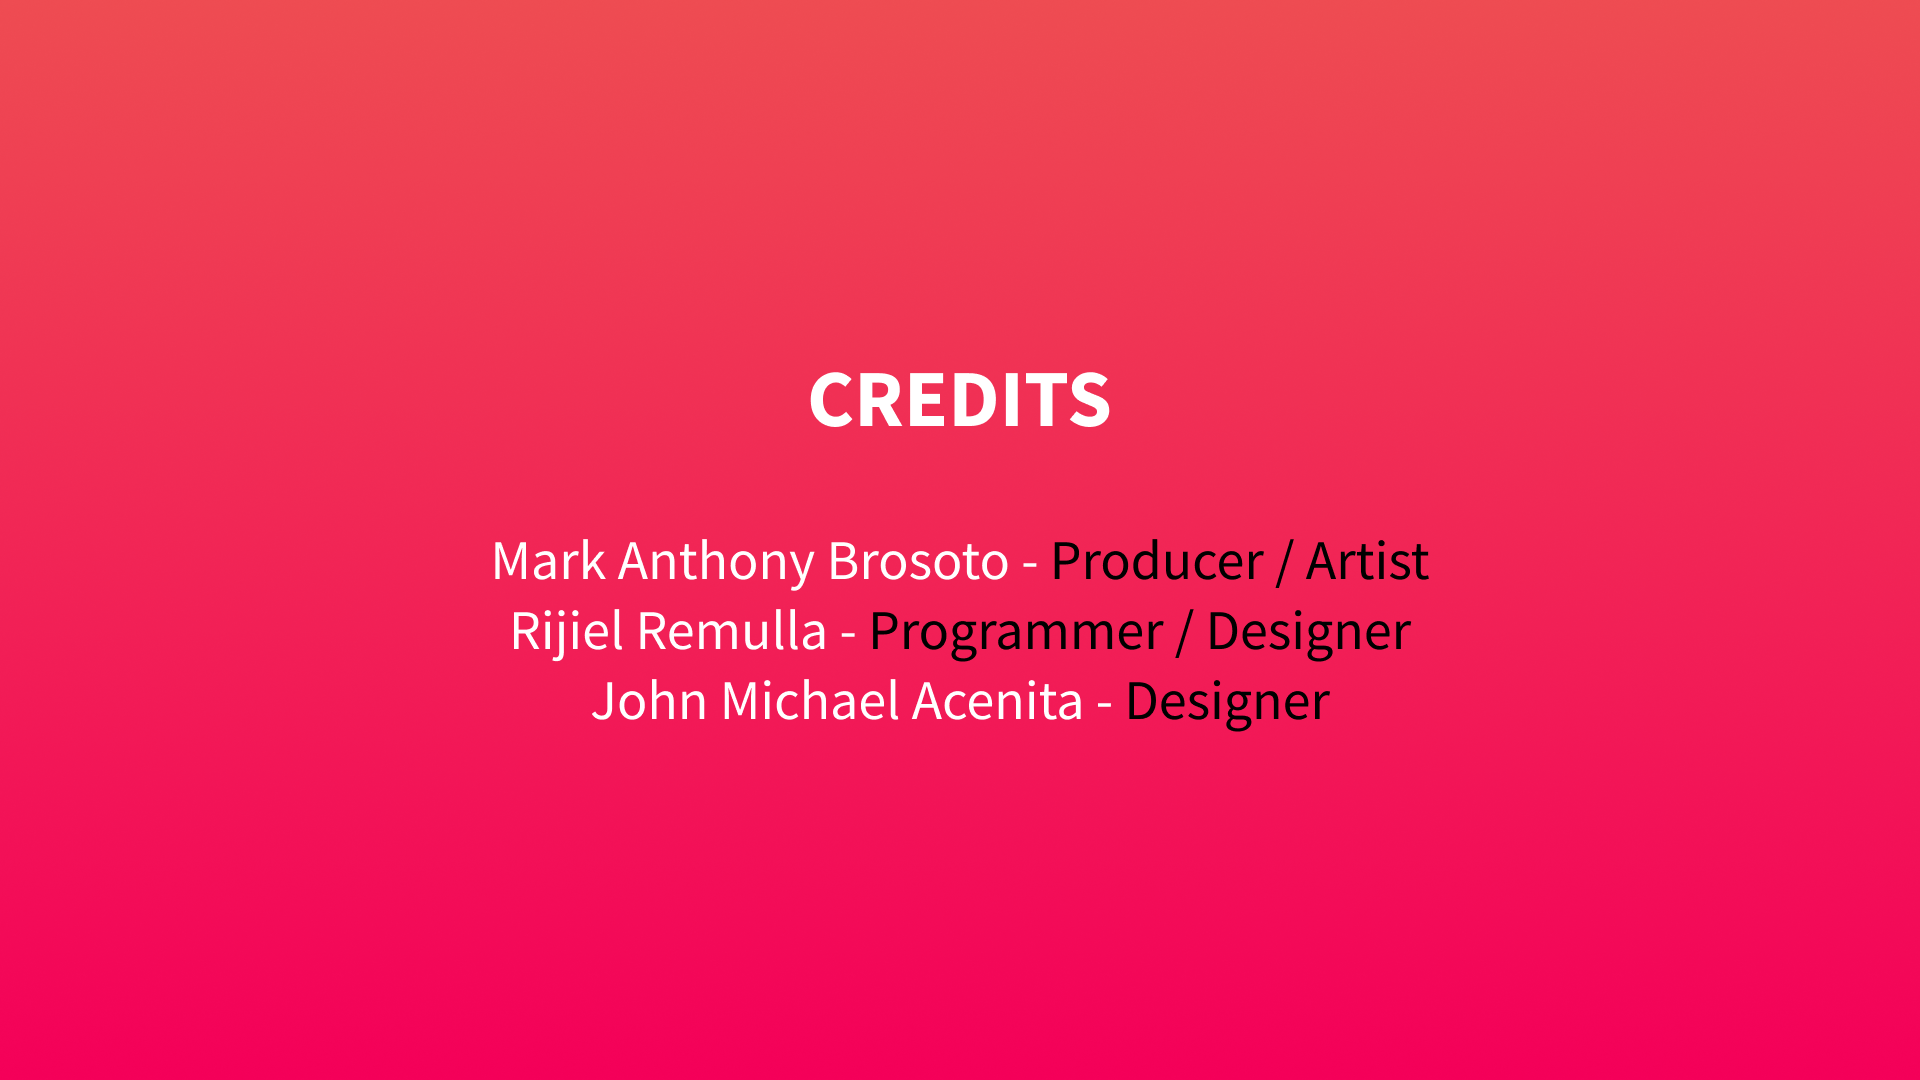 CREDITS
Mark Anthony Brosoto - Producer / Artist
Rijiel Remulla - Programmer / Designer
John Michael Acenita - Designer